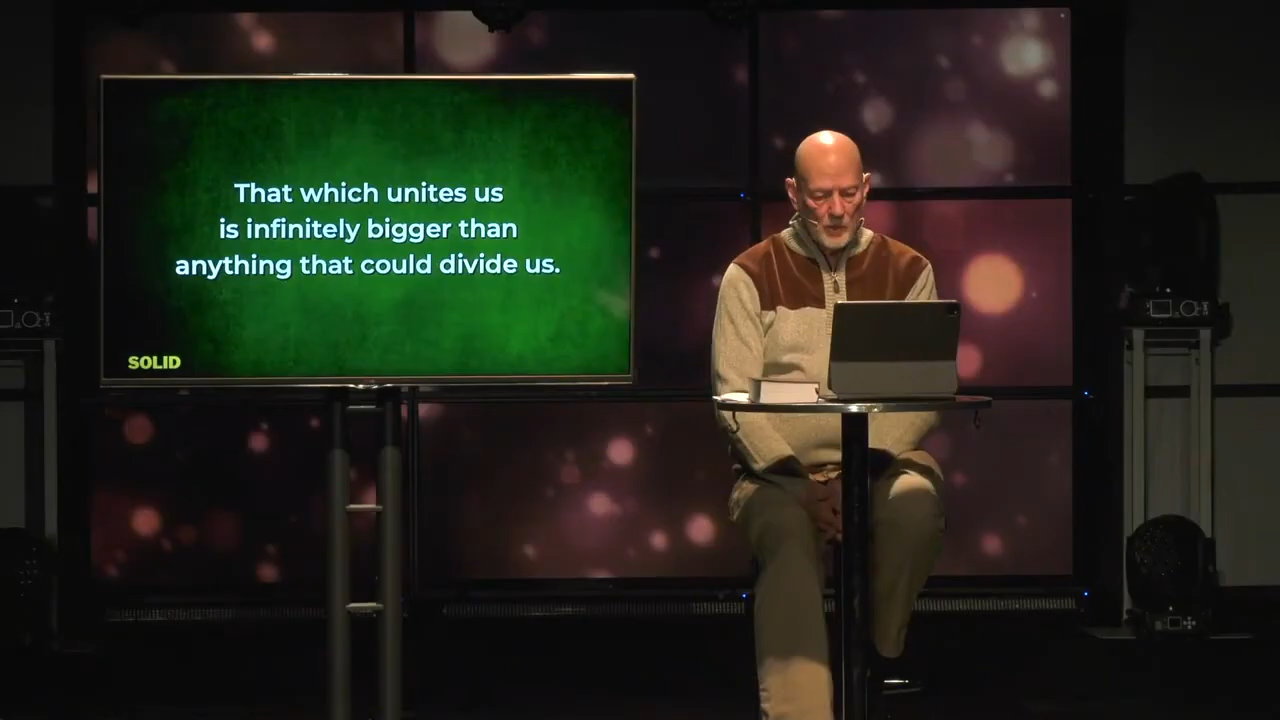 That which unites us
is infinitely bigger than
anything that could divide us.
SOLID